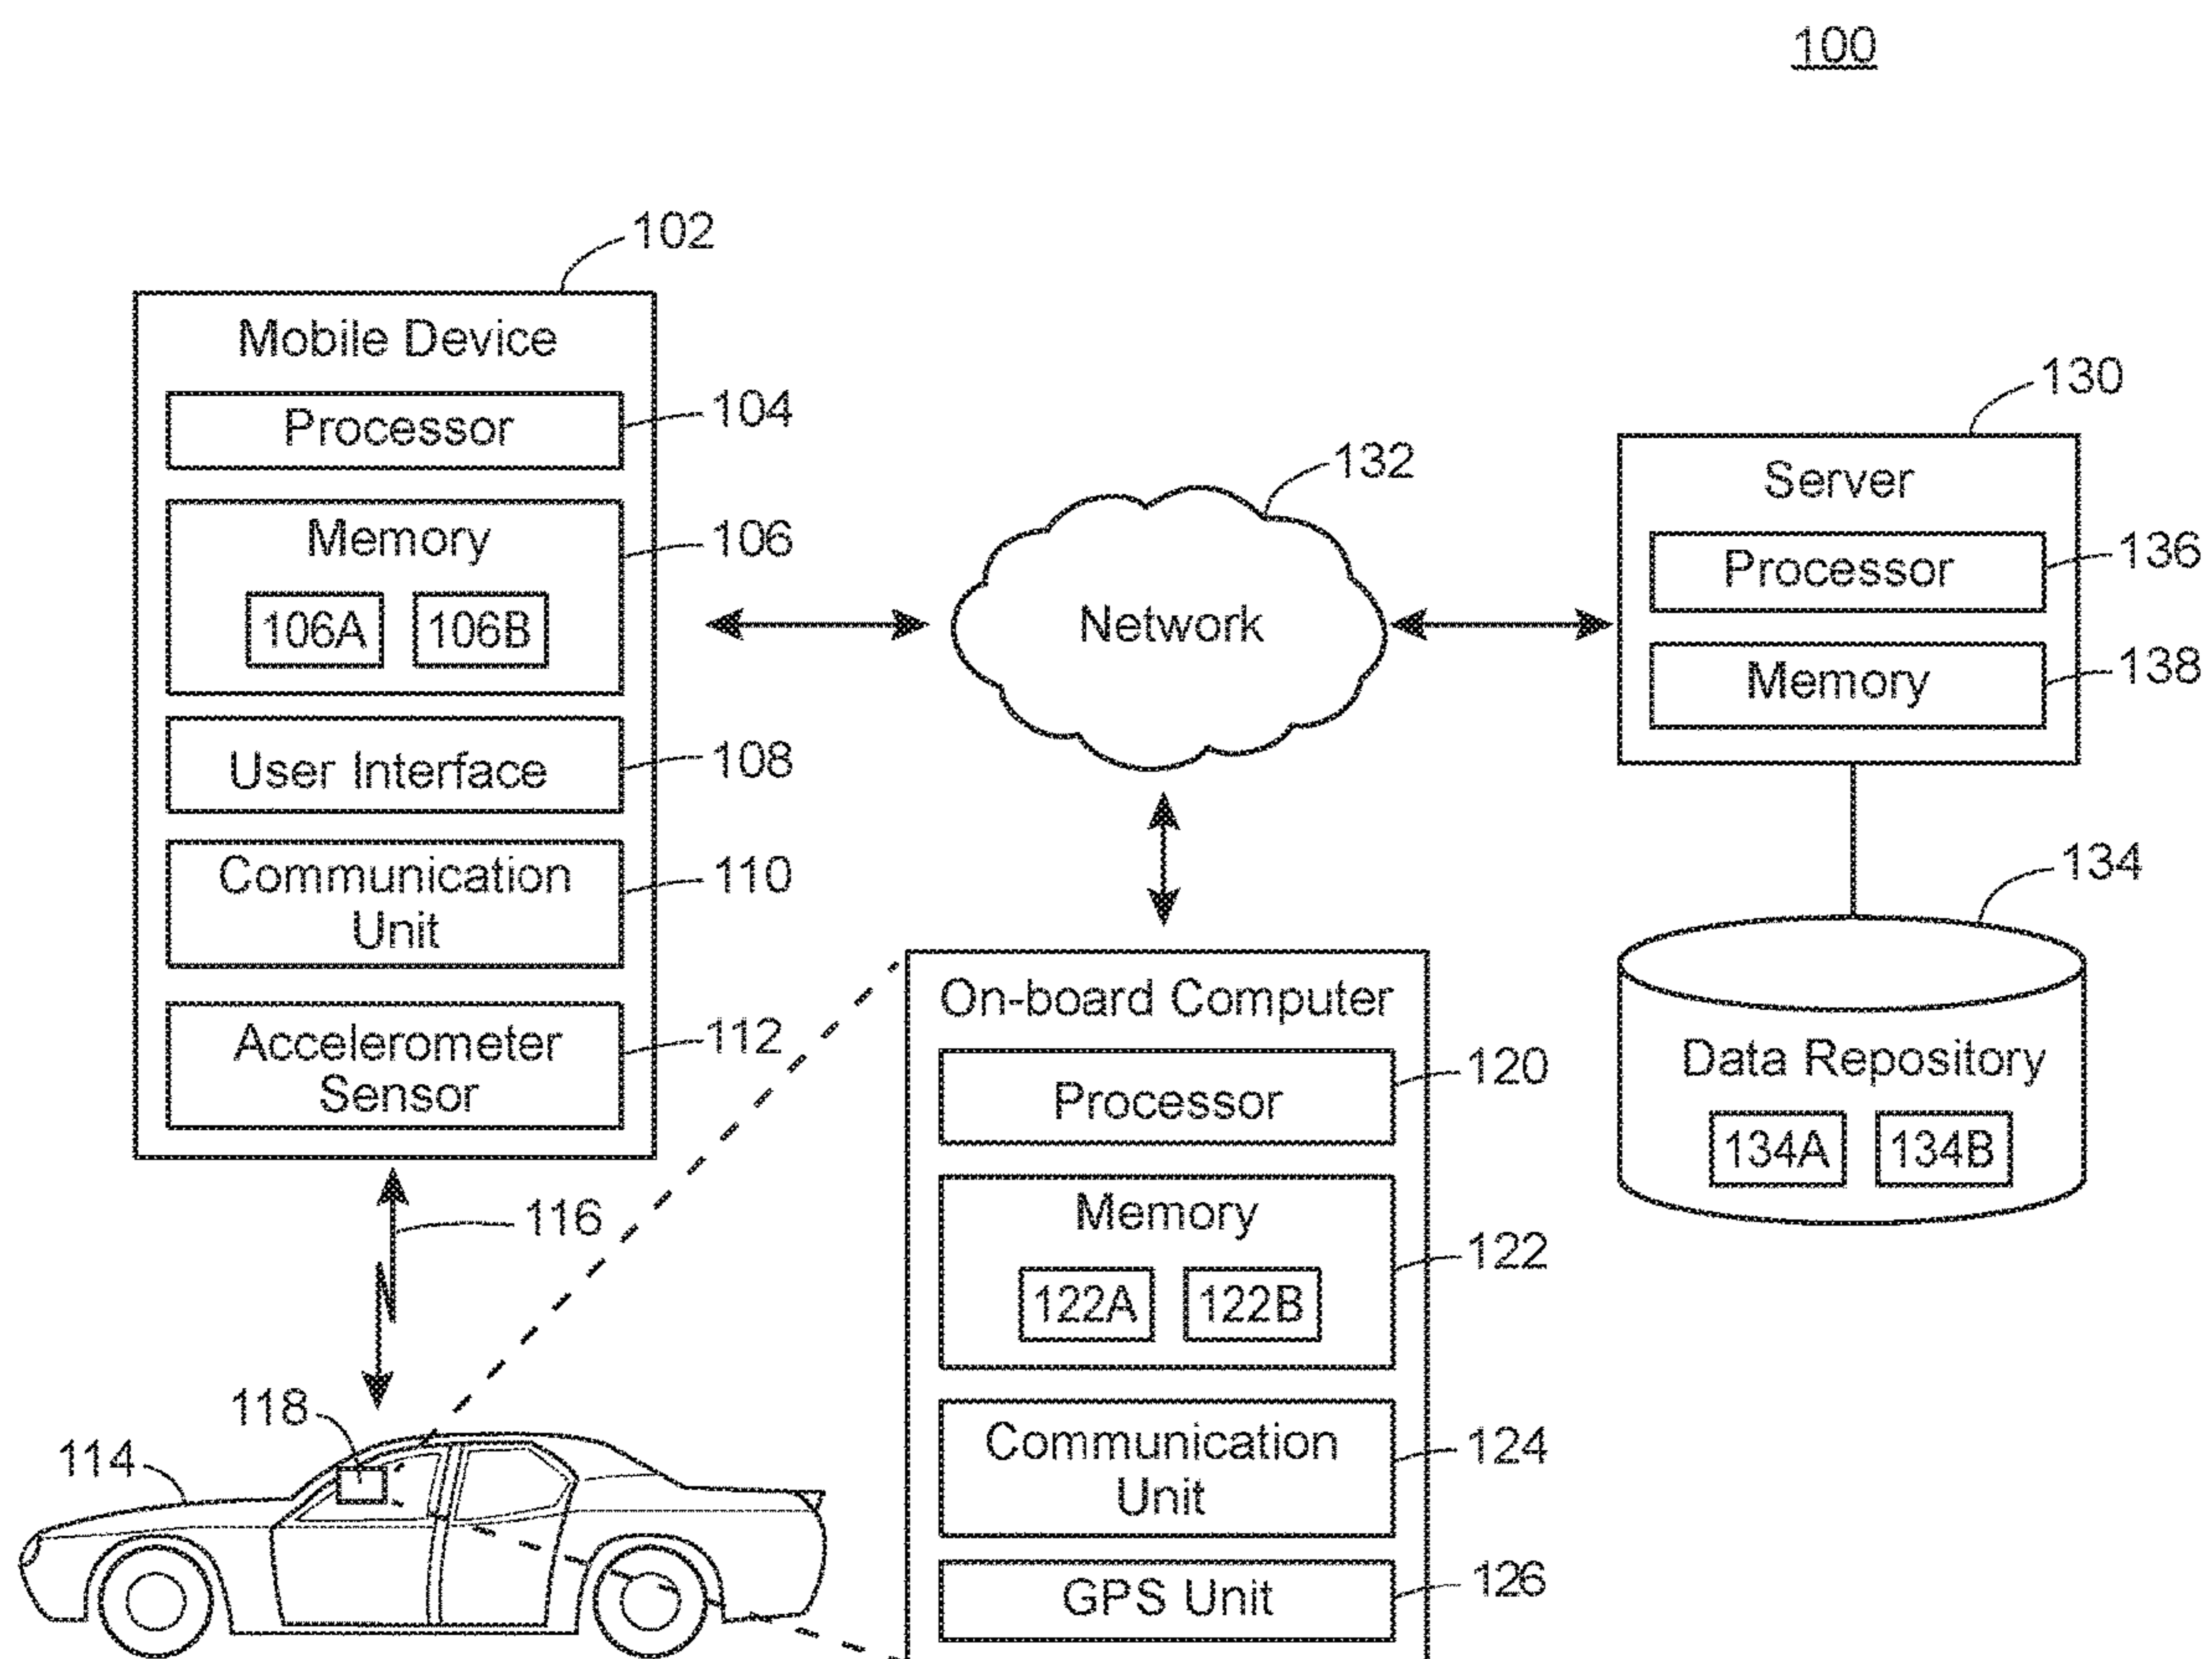 100
102
Mobile Device
Processor
104
Memory
106
106A
106B
User Interface
108
Communication
Unit
110
Accelerometer
Sensor
112
116
118
114
132
Network
130
Server
Processor
136
Memory
138
134
Data Repository
134A
134B
On-board Computer
Processor
120
Memory
122
122A
122B
Communication
Unit
124
GPS Unit
126